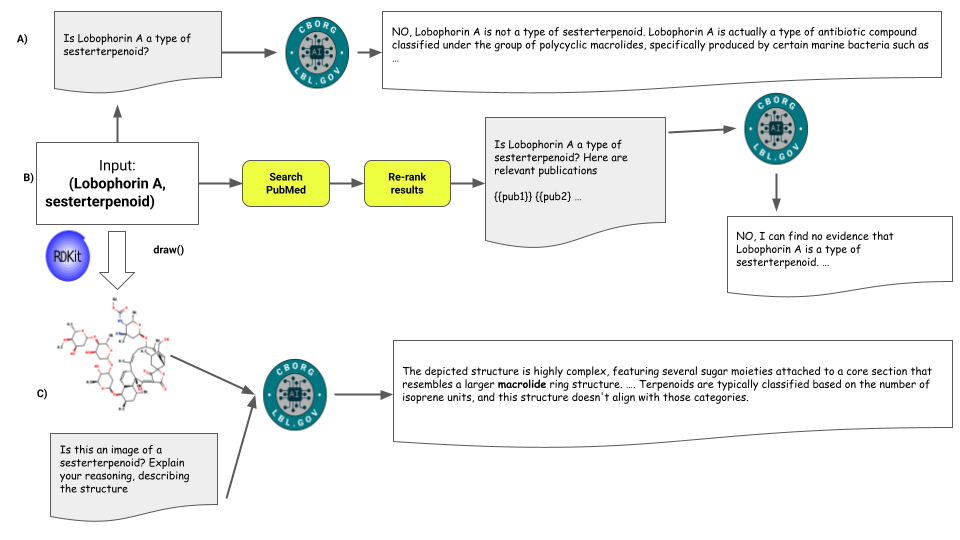 A)
Is Lobophorin A a type of
sesterterpenoid?
CBORG
AI
LBL.GOV
NO, Lobophorin A is not a type of sesterterpenoid. Lobophorin A is actually a type of antibiotic compound
classified under the group of polycyclic macrolides, specifically produced by certain marine bacteria such as
...
B)
Input:
(Lobophorin A,
sesterterpenoid)
Search
PubMed
Re-rank
results
Is Lobophorin A a type of
sesterterpenoid? Here are
relevant publications
{{pub1}} {{pub2} ...
CBORG
AI
LBL.GOV
NO, I can find no evidence that
Lobophorin A is a type of
sesterterpenoid. ...
RDKit
draw()
C)
CBORG
AI
LBL.GOV
The depicted structure is highly complex, featuring several sugar moieties attached to a core section that
resembles a larger macrolide ring structure. .... Terpenoids are typically classified based on the number of
isoprene units, and this structure doesn't align with those categories.
Is this an image of a
sesterterpenoid? Explain
your reasoning, describing
the structure